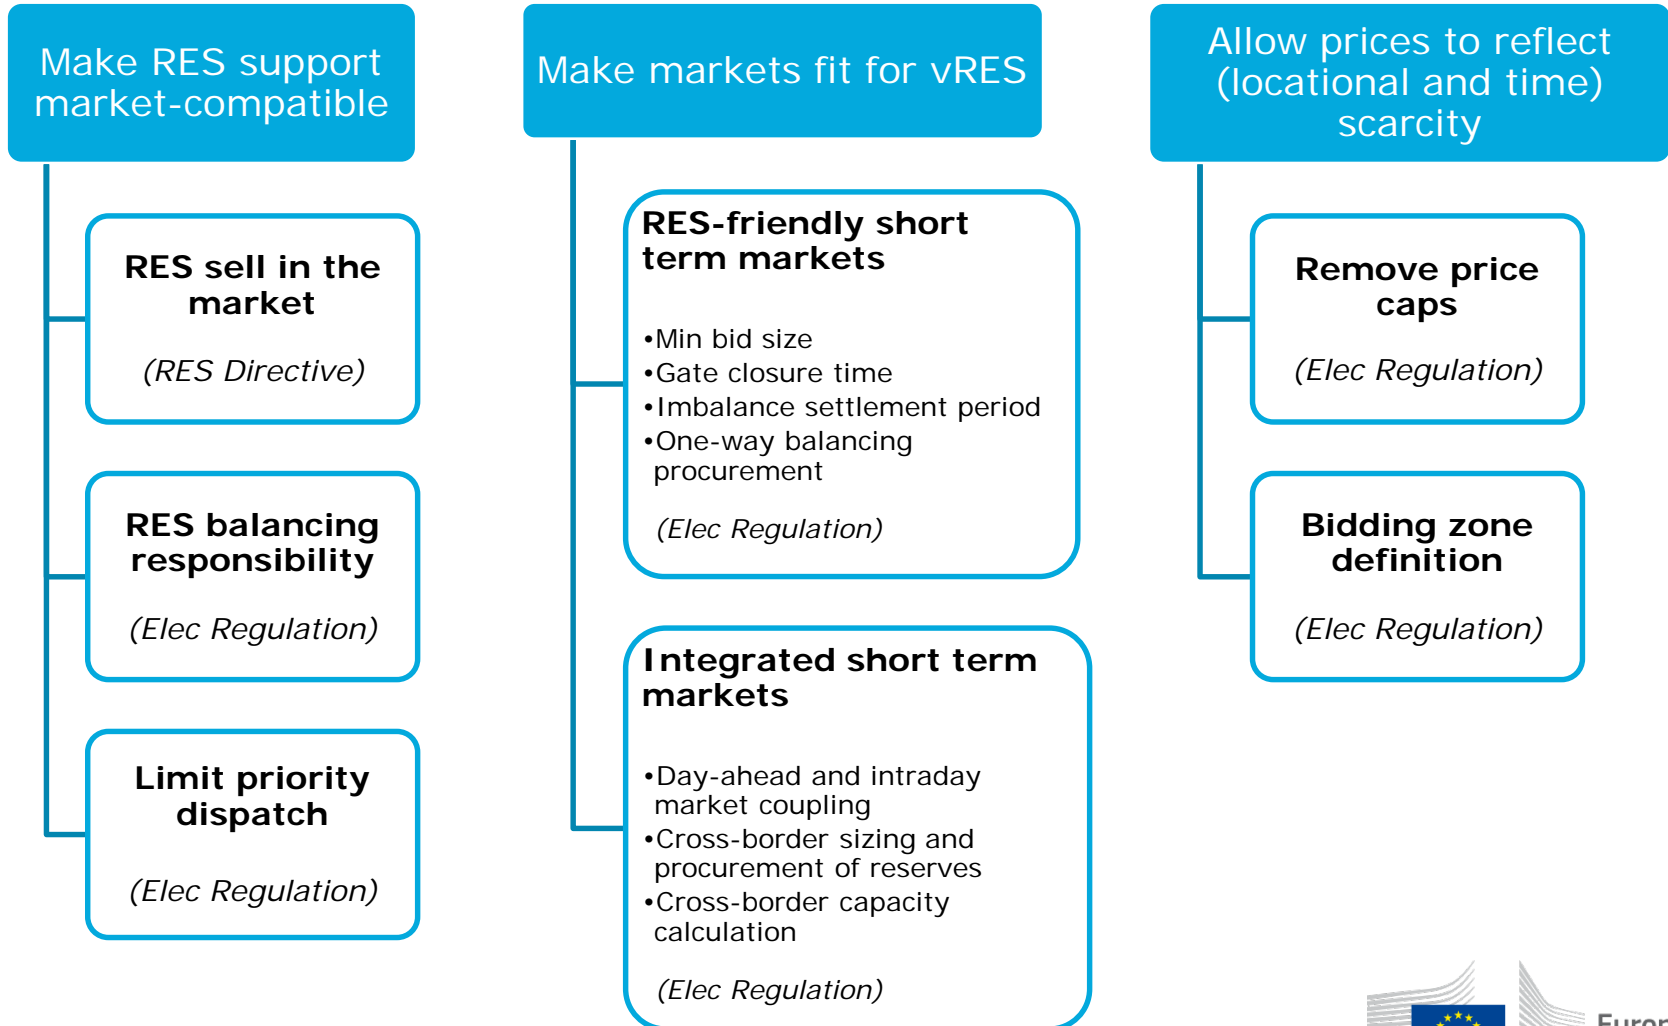 Make RES support
market-compatible
RES sell in the
market
(RES Directive)
RES balancing
responsibility
(Elec Regulation)
Limit priority
dispatch
(Elec Regulation)
Make markets fit for vRES
RES-friendly short
term markets
•Min bid size
•Gate closure time
•Imbalance settlement period
•One-way balancing
procurement
(Elec Regulation)
Integrated short term
markets
•Day-ahead and intraday
market coupling
•Cross-border sizing and
procurement of reserves
•Cross-border capacity
calculation
(Elec Regulation)
Allow prices to reflect
(locational and time)
scarcity
Remove price
caps
(Elec Regulation)
Bidding zone
definition
(Elec Regulation)